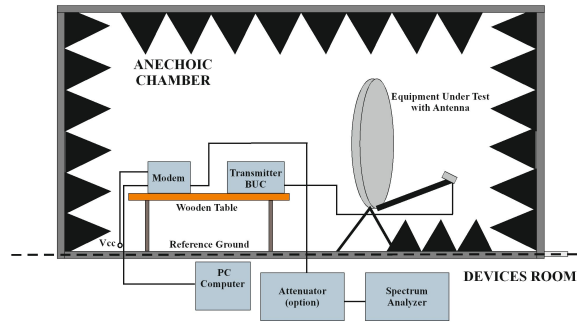 ANECHOIC
CHAMBER
Equipment Under Test
with Antenna
Modem
Transmitter
BUC
Wooden Table
Vcc
Reference Ground
PC
Computer
Attenuator
(option)
Spectrum
Analyzer
DEVICES ROOM